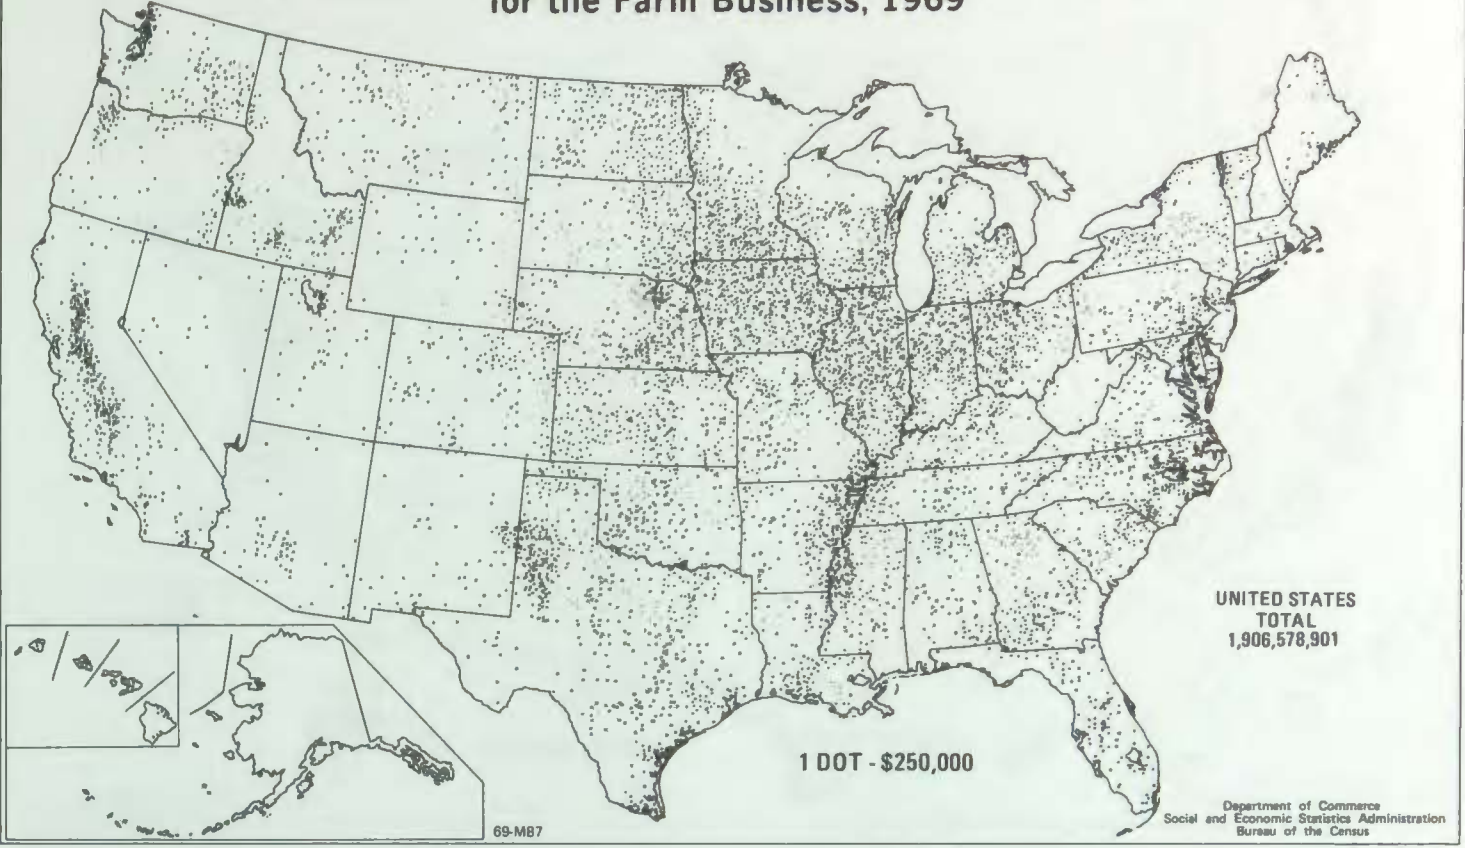 for the Farm Business, 1969
UNITED STATES
TOTAL
1,906,578,901
1 DOT - $250,000
69-M87
Department of Commerce
Social and Economic Statistics Administration
Bureau of the Census